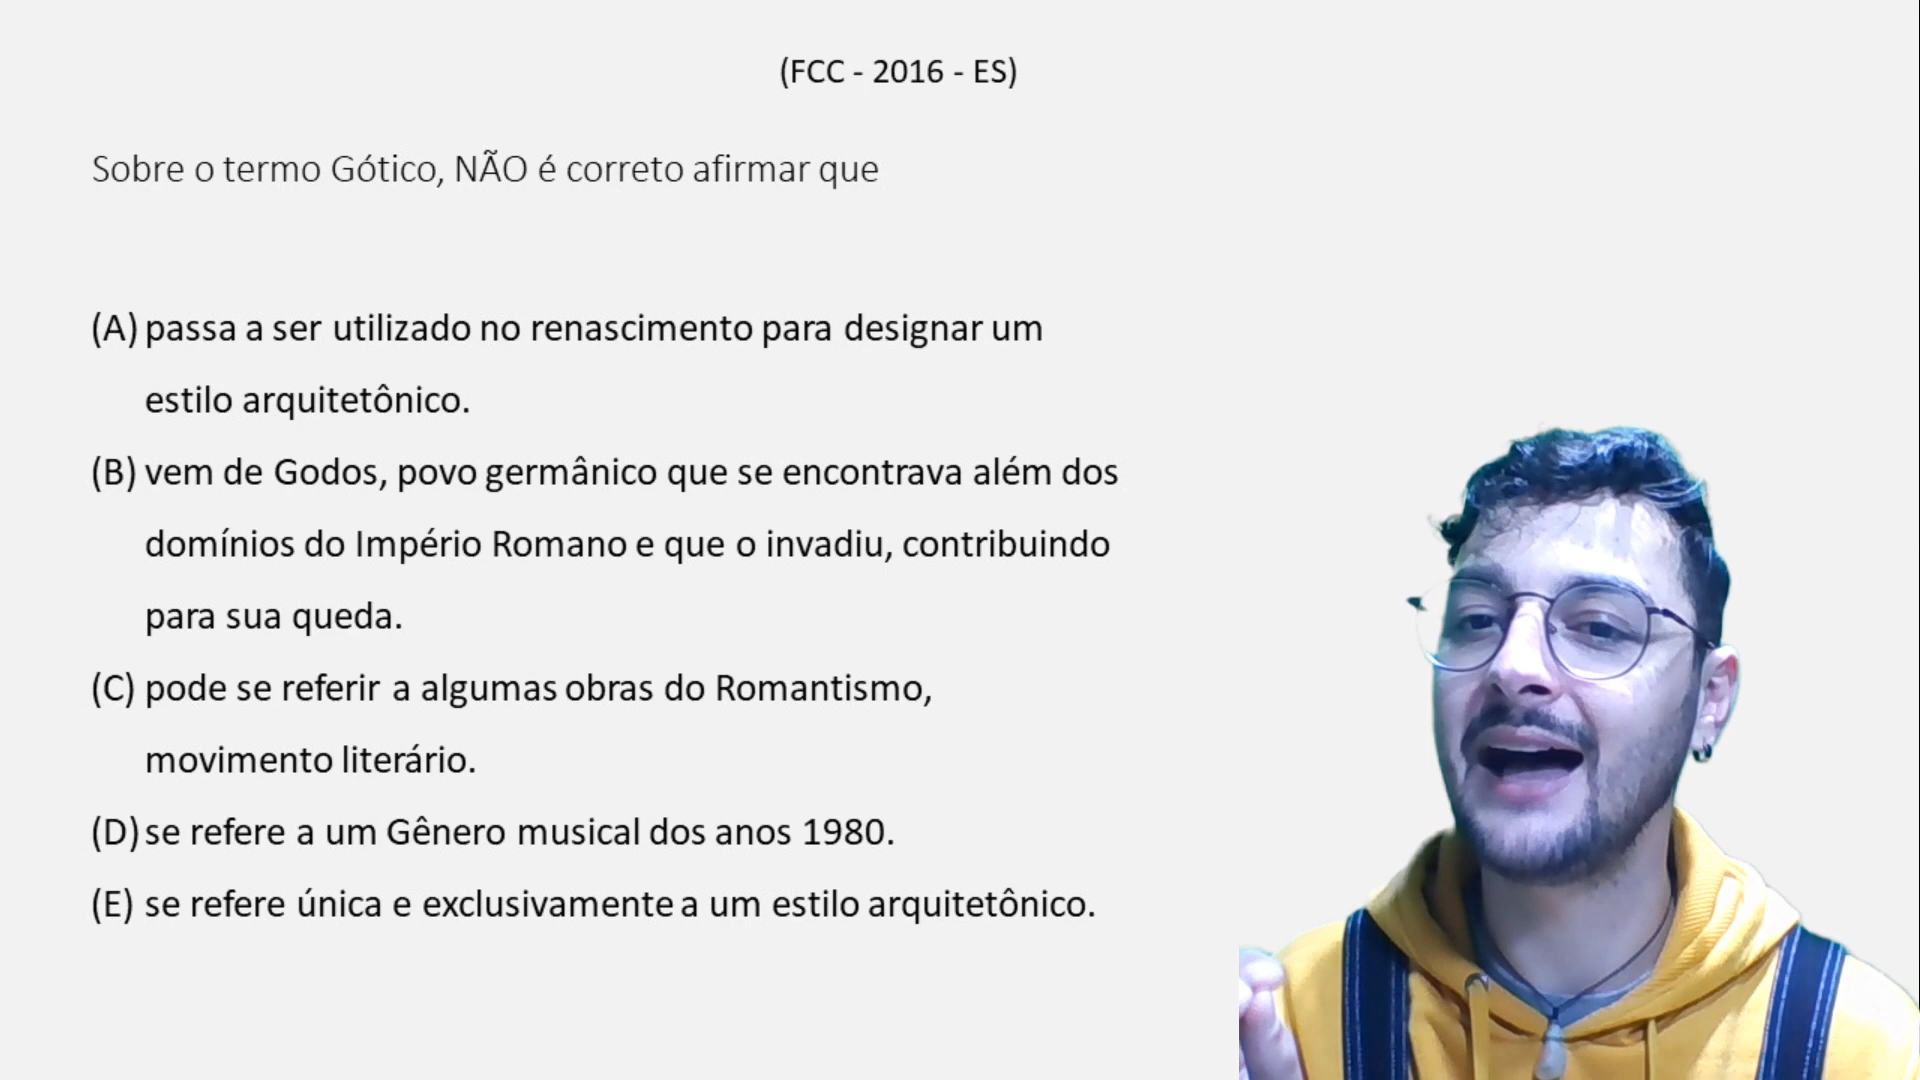 (FCC - 2016 - ES)
Sobre o termo Gótico, NÃO é correto afirmar que
(A) passa a ser utilizado no renascimento para designar um
estilo arquitetônico.
(B) vem de Godos, povo germânico que se encontrava além dos
domínios do Império Romano e que o invadiu, contribuindo
para sua queda.
(C) pode se referir a algumas obras do Romantismo,
movimento literário.
(D) se refere a um Gênero musical dos anos 1980.
(E) se refere única e exclusivamente a um estilo arquitetônico.